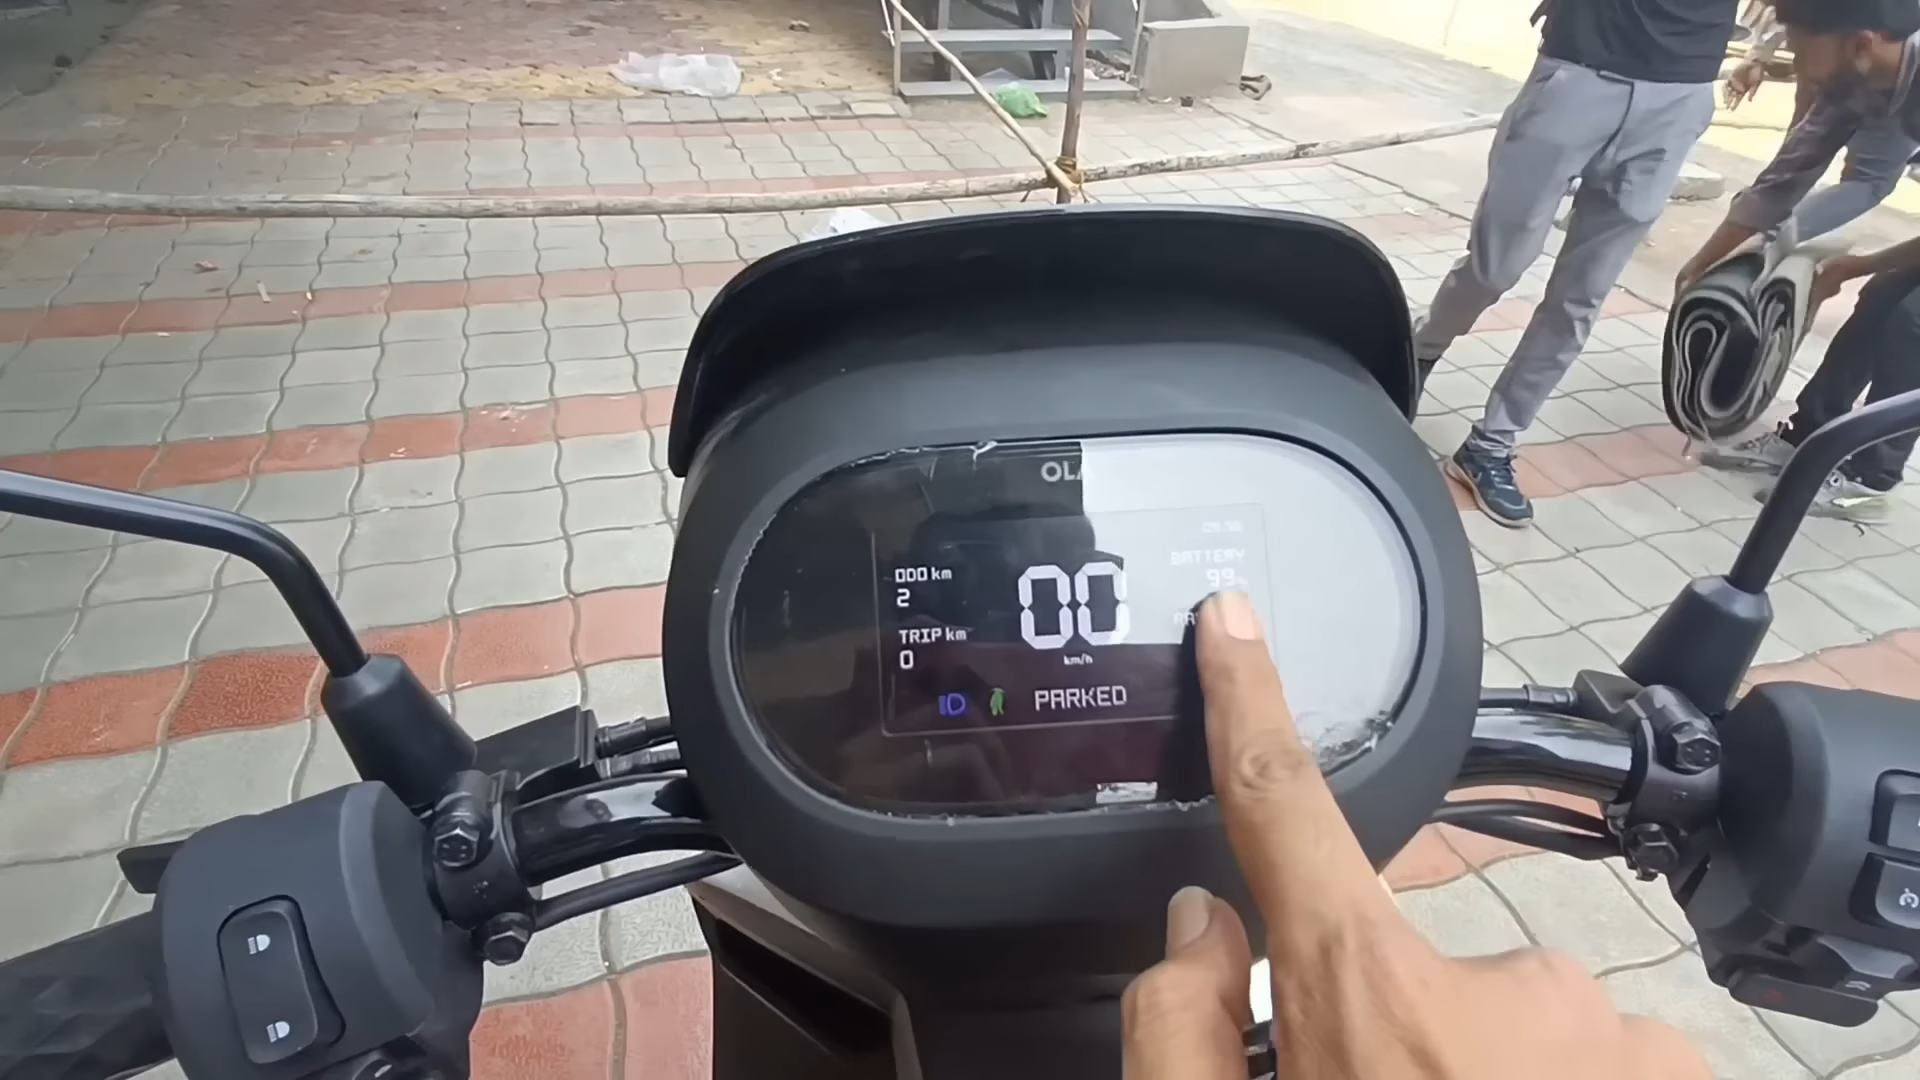 OLA
BATTERY
99%
ODO km
2
00
km/h
TRIP km
0
PARKED